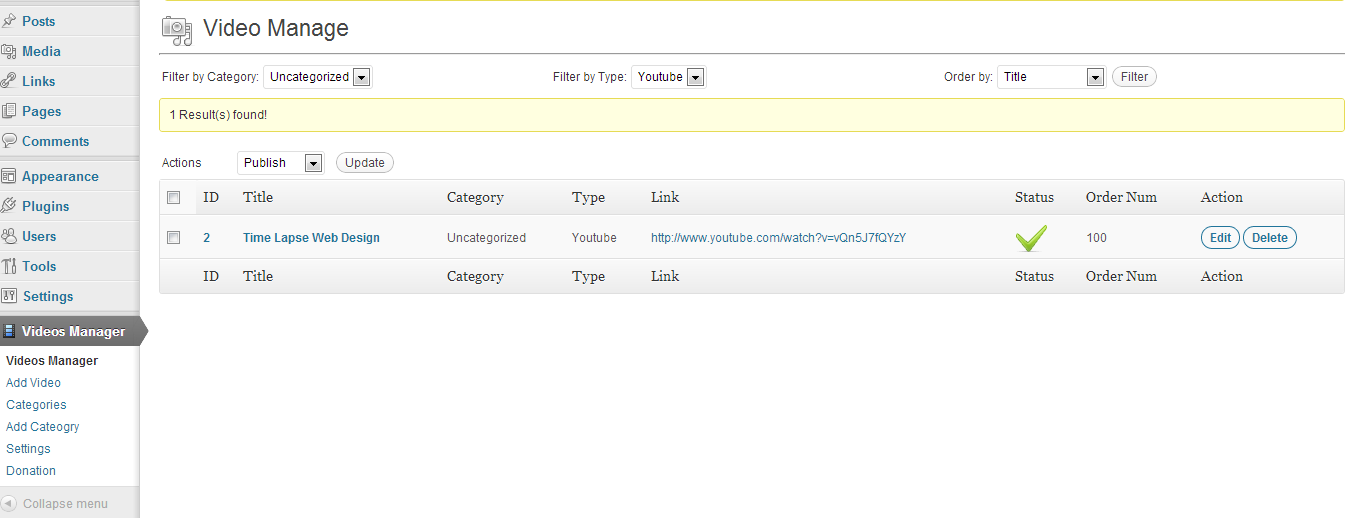 Posts
Media
Links
Pages
Comments
Appearance
Plugins
Users
Tools
Settings
Videos Manager
Videos Manager
Add Video
Categories
Add Cateogry
Settings
Donation
Collapse menu
Video Manage
Filter by Category: Uncategorized Filter by Type: Youtube Order by: Title Filter
1 Result(s) found!
Actions Publish Update
ID Title Category Type Link Status Order Num Action
2 Time Lapse Web Design Uncategorized Youtube http://www.youtube.com/watch?v=vQn5J7fQYzY 100 Edit Delete
ID Title Category Type Link Status Order Num Action